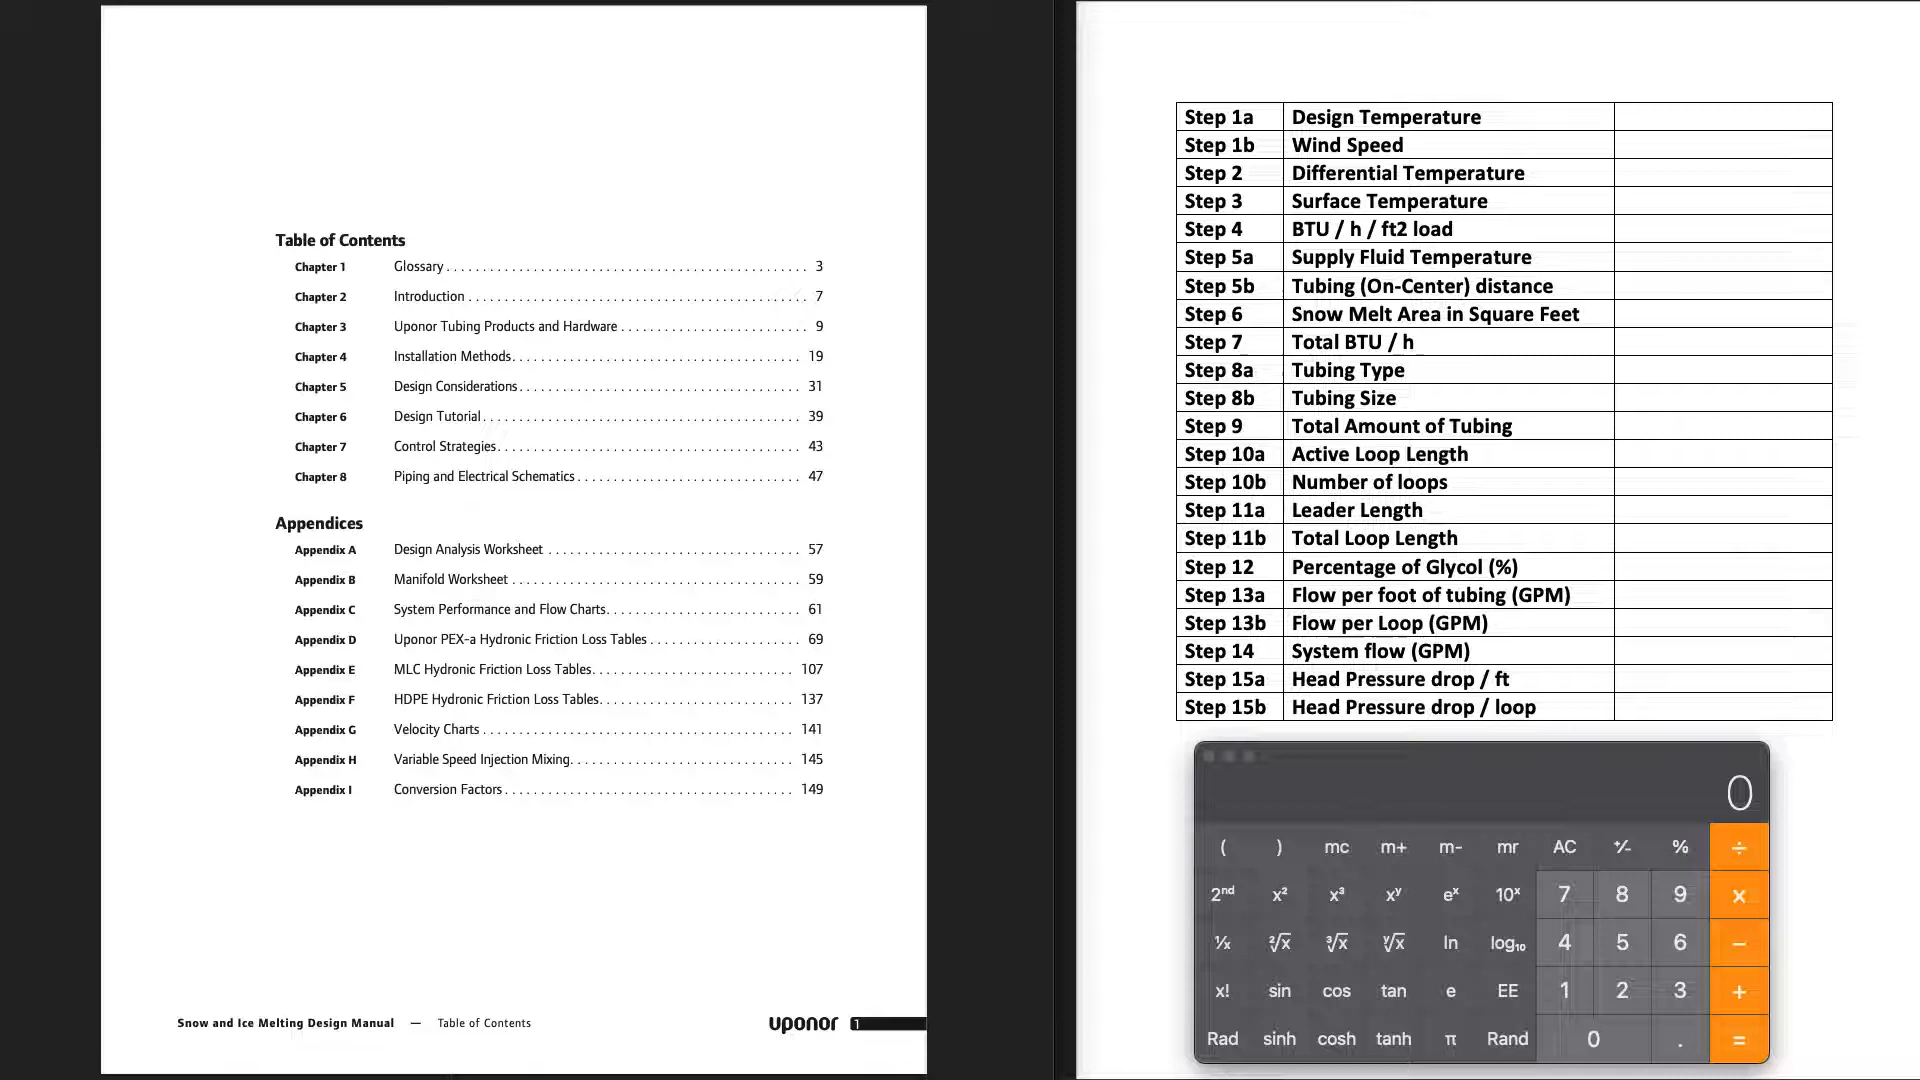 Table of Contents
Chapter 1 Glossary 3
Chapter 2 Introduction 7
Chapter 3 Uponor Tubing Products and Hardware 9
Chapter 4 Installation Methods 19
Chapter 5 Design Considerations 31
Chapter 6 Design Tutorial 39
Chapter 7 Control Strategies 43
Chapter 8 Piping and Electrical Schematics 47
Appendices
Appendix A Design Analysis Worksheet 57
Appendix B Manifold Worksheet 59
Appendix C System Performance and Flow Charts 61
Appendix D Uponor PEX-a Hydronic Friction Loss Tables 69
Appendix E MLC Hydronic Friction Loss Tables 107
Appendix F HDPE Hydronic Friction Loss Tables 137
Appendix G Velocity Charts 141
Appendix H Variable Speed Injection Mixing 145
Appendix I Conversion Factors 149
Snow and Ice Melting Design Manual — Table of Contents
uponor 1
Step 1a Design Temperature
Step 1b Wind Speed
Step 2 Differential Temperature
Step 3 Surface Temperature
Step 4 BTU / h / ft2 load
Step 5a Supply Fluid Temperature
Step 5b Tubing (On-Center) distance
Step 6 Snow Melt Area in Square Feet
Step 7 Total BTU / h
Step 8a Tubing Type
Step 8b Tubing Size
Step 9 Total Amount of Tubing
Step 10a Active Loop Length
Step 10b Number of loops
Step 11a Leader Length
Step 11b Total Loop Length
Step 12 Percentage of Glycol (%)
Step 13a Flow per foot of tubing (GPM)
Step 13b Flow per Loop (GPM)
Step 14 System flow (GPM)
Step 15a Head Pressure drop / ft
Step 15b Head Pressure drop / loop
0
( ) mc m+ m- mr AC +/- % ÷
2nd x² x³ xʸ eˣ 10ˣ 7 8 9 ×
1/x ²√x ³√x ʸ√x ln log₁₀ 4 5 6 −
x! sin cos tan e EE 1 2 3 +
Rad sinh cosh tanh π Rand 0 . =